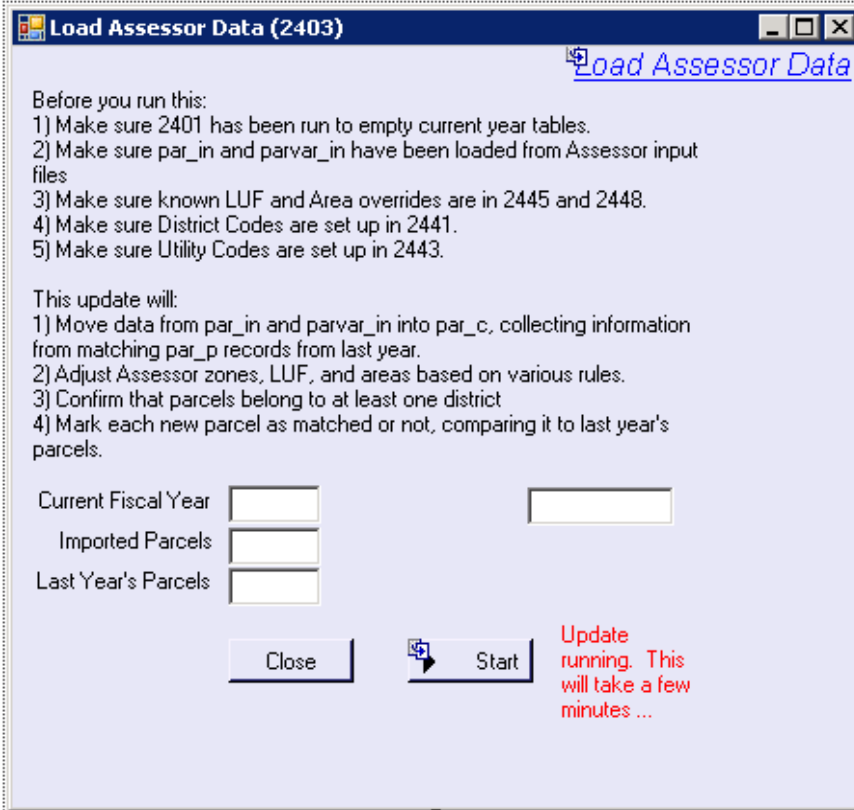 Load Assessor Data (2403)
Load Assessor Data
Before you run this:
1) Make sure 2401 has been run to empty current year tables.
2) Make sure par_in and parvar_in have been loaded from Assessor input
files
3) Make sure known LUF and Area overrides are in 2445 and 2448.
4) Make sure District Codes are set up in 2441.
5) Make sure Utility Codes are set up in 2443.
This update will:
1) Move data from par_in and parvar_in into par_c, collecting information
from matching par_p records from last year.
2) Adjust Assessor zones, LUF, and areas based on various rules.
3) Confirm that parcels belong to at least one district
4) Mark each new parcel as matched or not, comparing it to last year's
parcels.
Current Fiscal Year
Imported Parcels
Last Year's Parcels
Close
Start
Update
running. This
will take a few
minutes ...